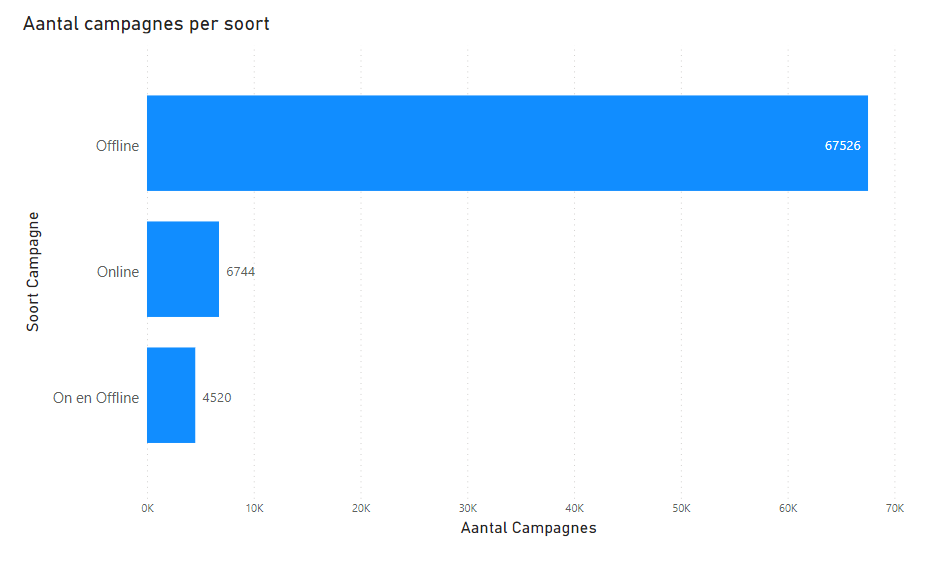 Aantal campagnes per soort
Soort Campagne
Offline
67526
Online
6744
On en Offline
4520
0K 10K 20K 30K 40K 50K 60K 70K
Aantal Campagnes